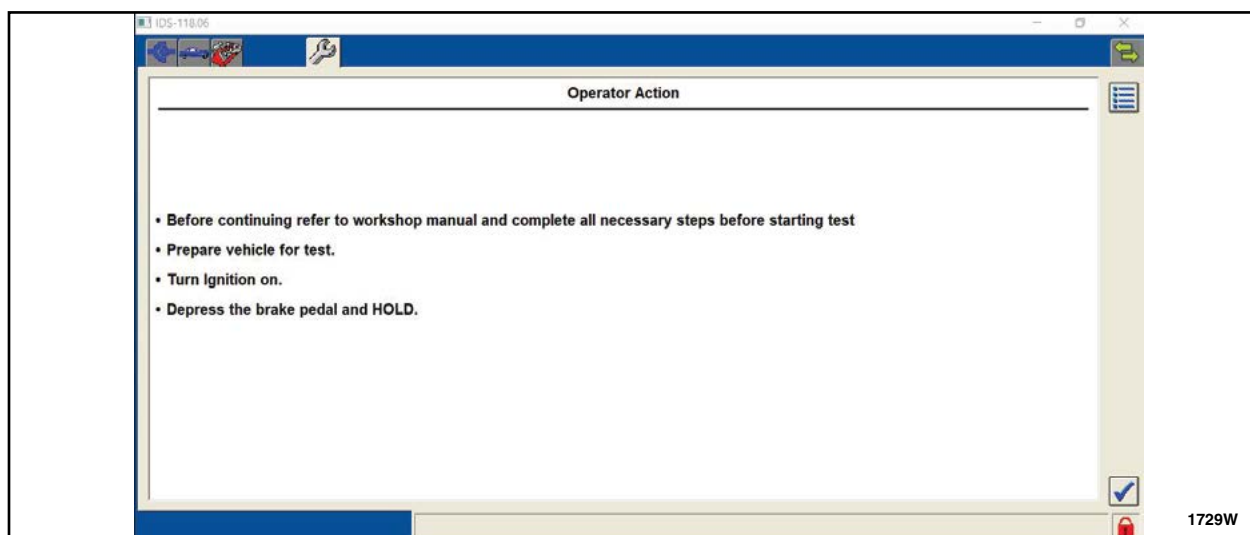 IDS-118.06
Operator Action
• Before continuing refer to workshop manual and complete all necessary steps before starting test
• Prepare vehicle for test.
• Turn Ignition on.
• Depress the brake pedal and HOLD.
1729W